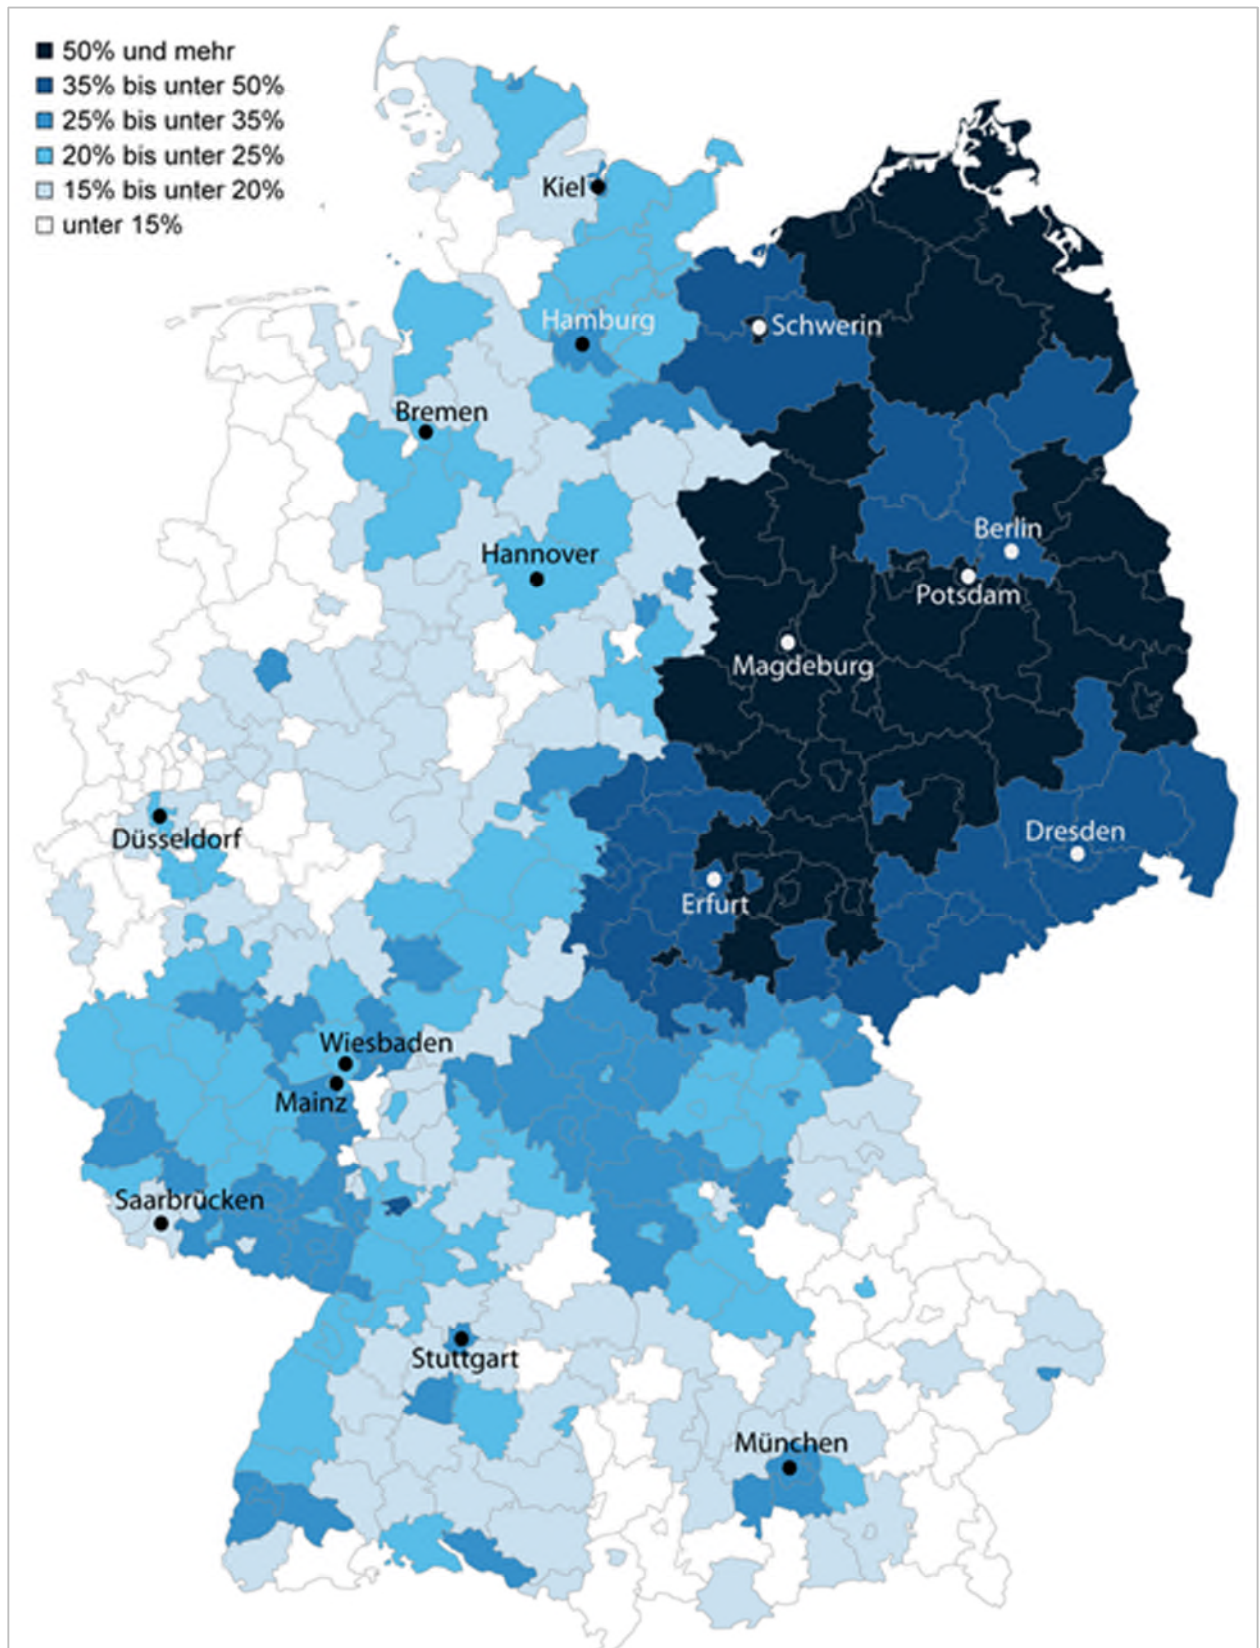 50% und mehr
35% bis unter 50%
25% bis unter 35%
20% bis unter 25%
15% bis unter 20%
unter 15%
Kiel
Hamburg
Schwerin
Bremen
Berlin
Hannover
Potsdam
Magdeburg
Düsseldorf
Dresden
Erfurt
Wiesbaden
Mainz
Saarbrücken
Stuttgart
München